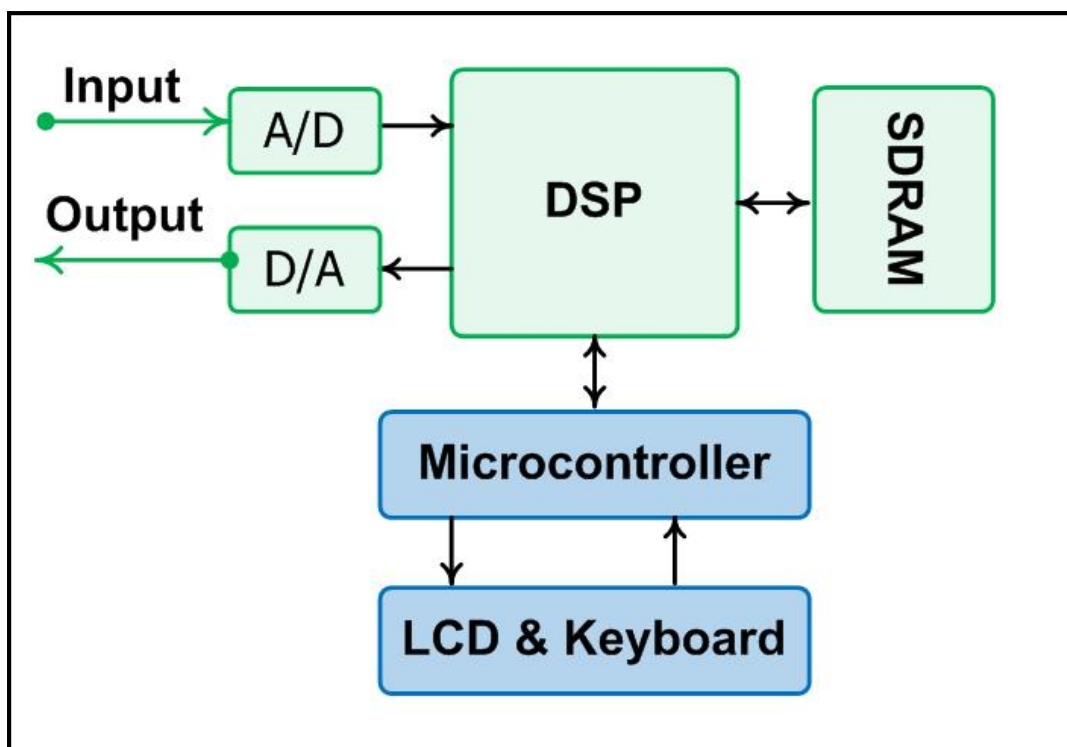 Input
A/D
DSP
SDRAM
Output
D/A
Microcontroller
LCD & Keyboard